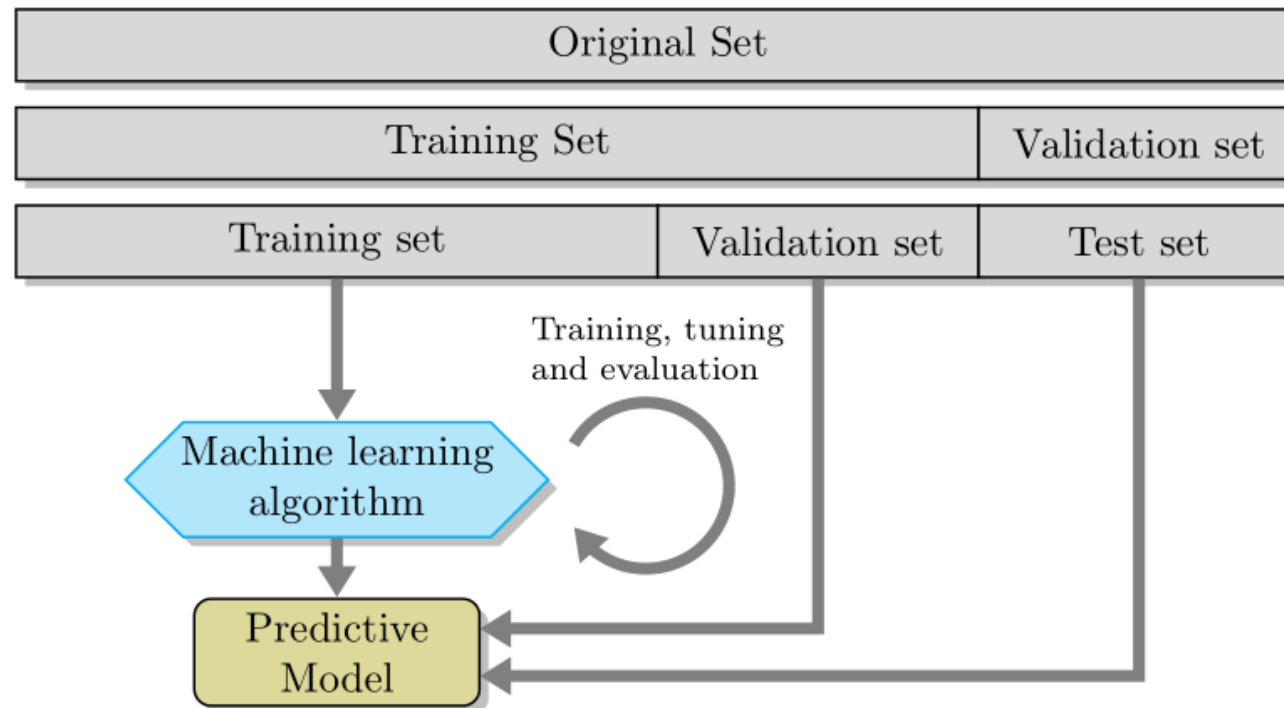 Original Set
Training Set
Validation set
Training set
Validation set
Test set
Training, tuning
and evaluation
Machine learning
algorithm
Predictive
Model